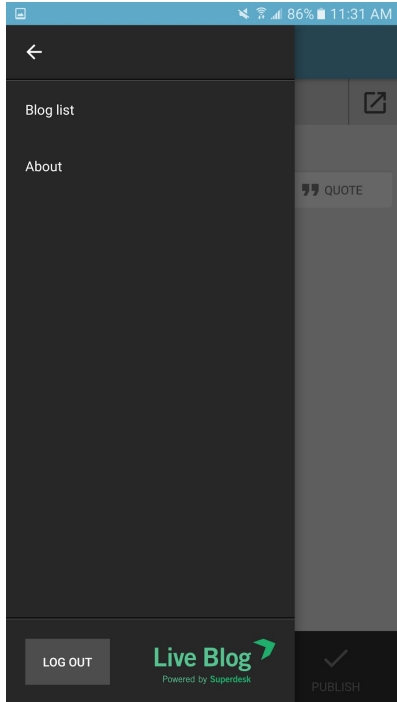 86% 11:31 AM
Blog list
About
QUOTE
LOG OUT
Live Blog
Powered by Superdesk
PUBLISH